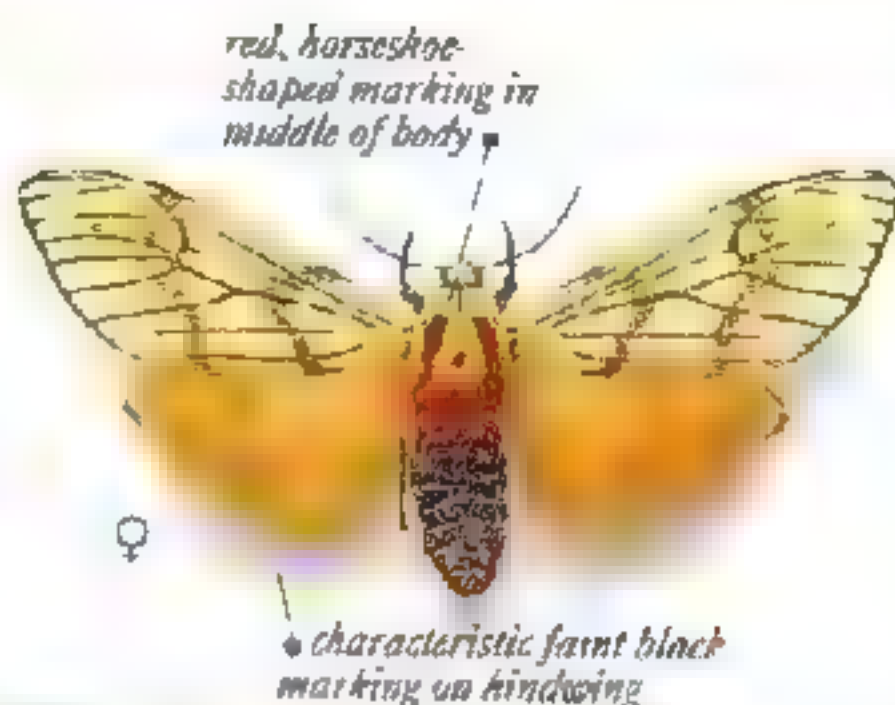 red, horseshoe-
shaped marking in
middle of body
♀
characteristic faint black
marking on hindwing